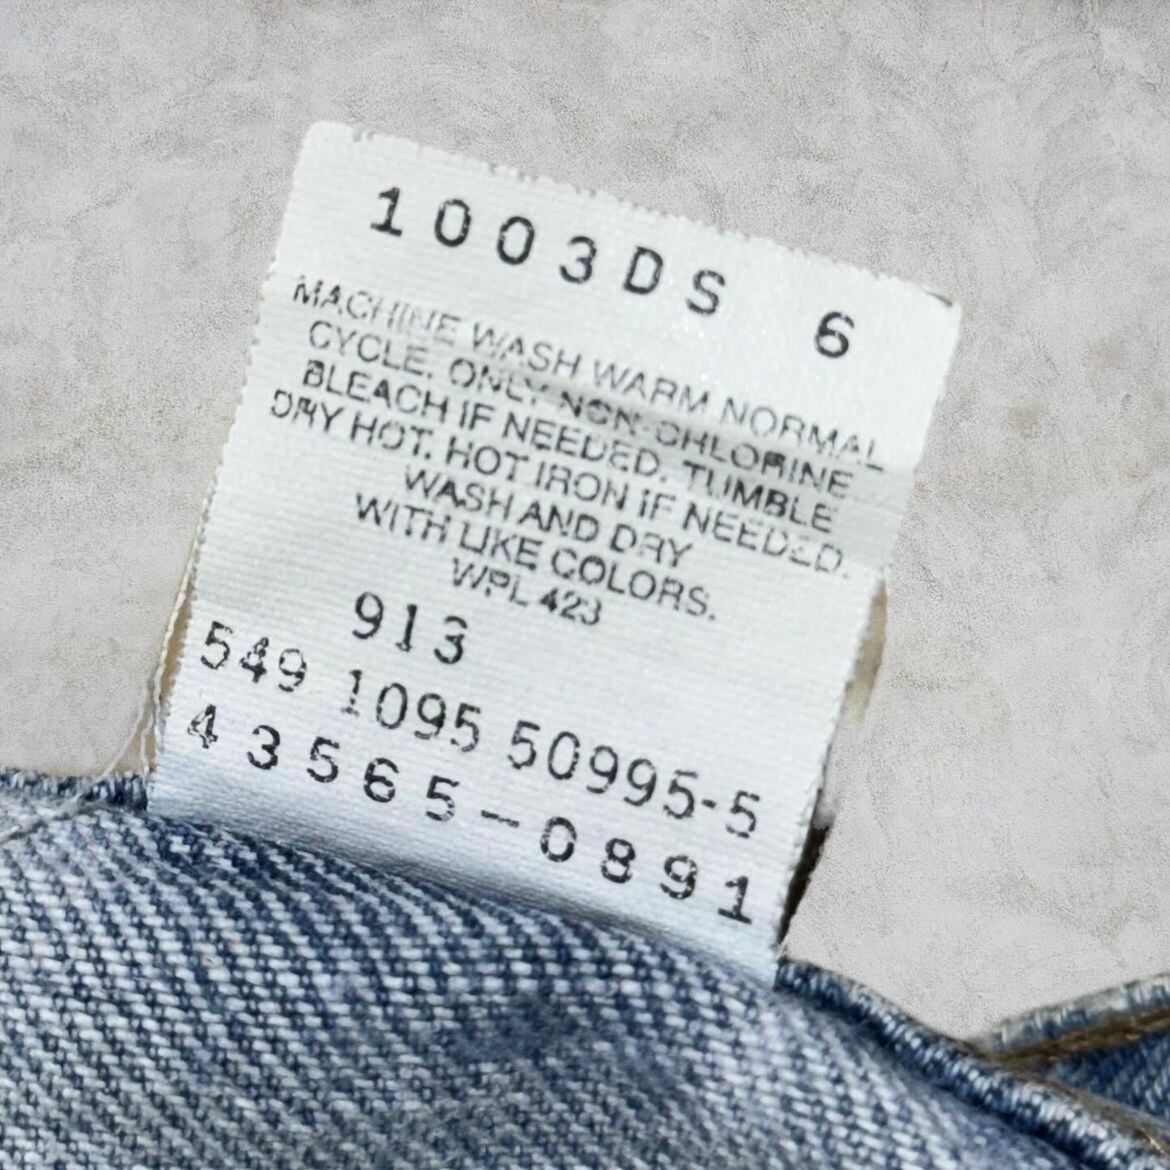 1003DS 6
MACHINE WASH WARM NORMAL
CYCLE. ONLY NON-CHLORINE
BLEACH IF NEEDED. TUMBLE
DRY HOT. HOT IRON IF NEEDED.
WASH AND DRY
WITH LIKE COLORS.
WPL 423
913
549 1095 50995-5
43565-0891